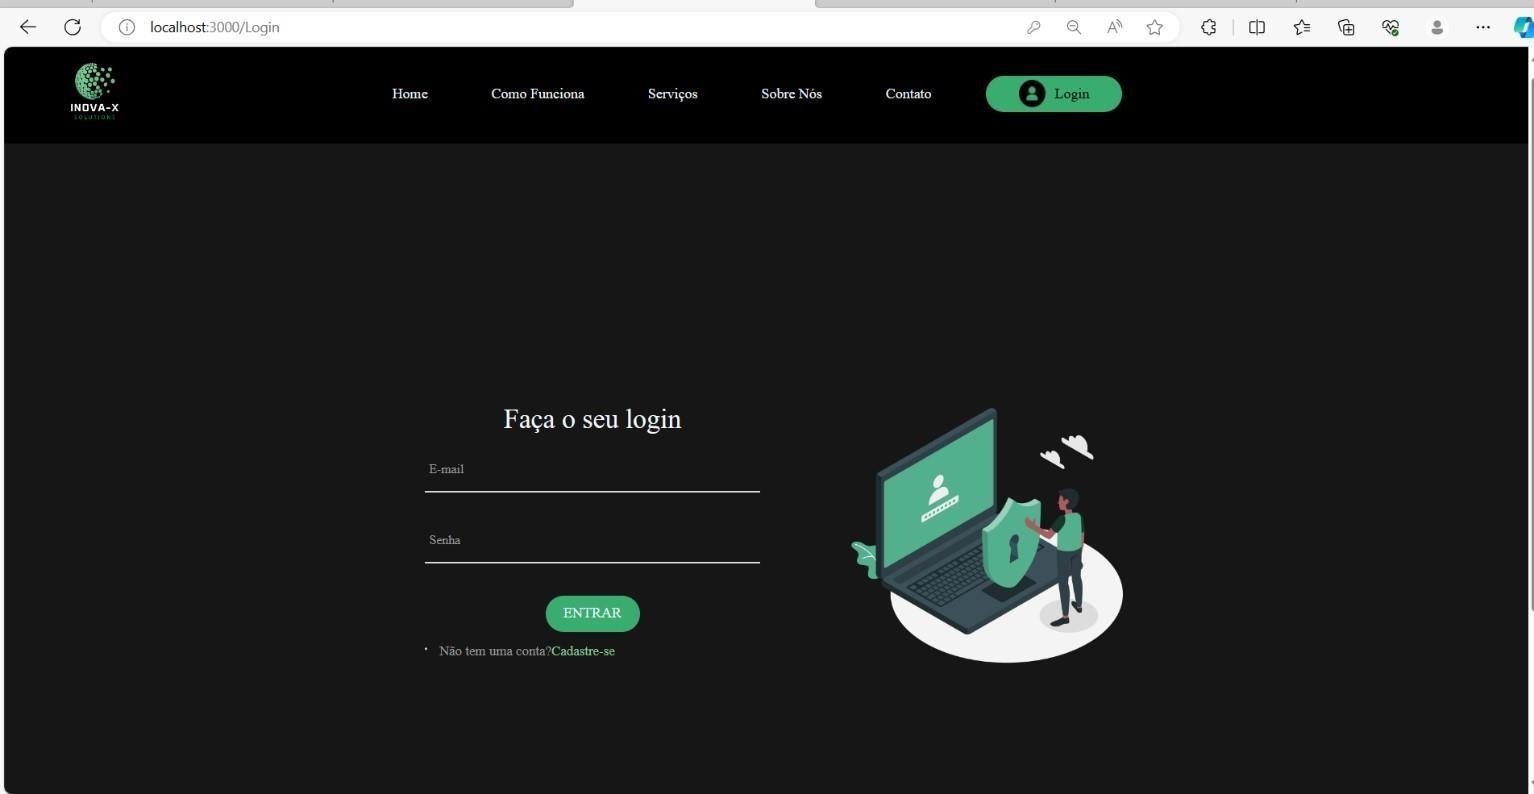 localhost:3000/Login
INOVA-X
SOLUTIONS
Home Como Funciona Serviços Sobre Nós Contato Login
Faça o seu login
E-mail
Senha
ENTRAR
Não tem uma conta?Cadastre-se